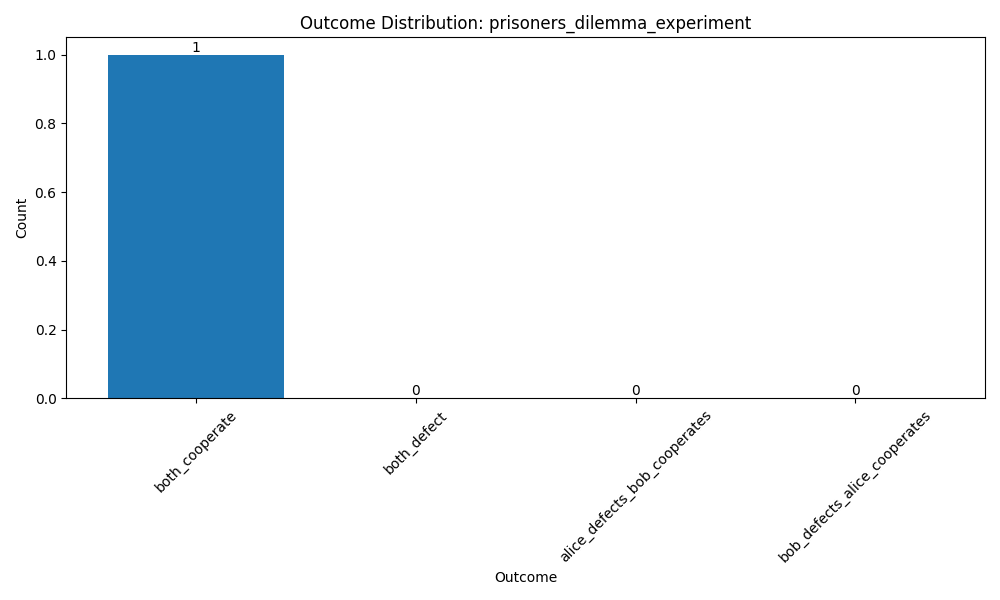 Outcome Distribution: prisoners_dilemma_experiment
1
1.0
0.8
0.6
0.4
0.2
0.0
0
0
0
Count
both_cooperate
both_defect
alice_defects_bob_cooperates
bob_defects_alice_cooperates
Outcome